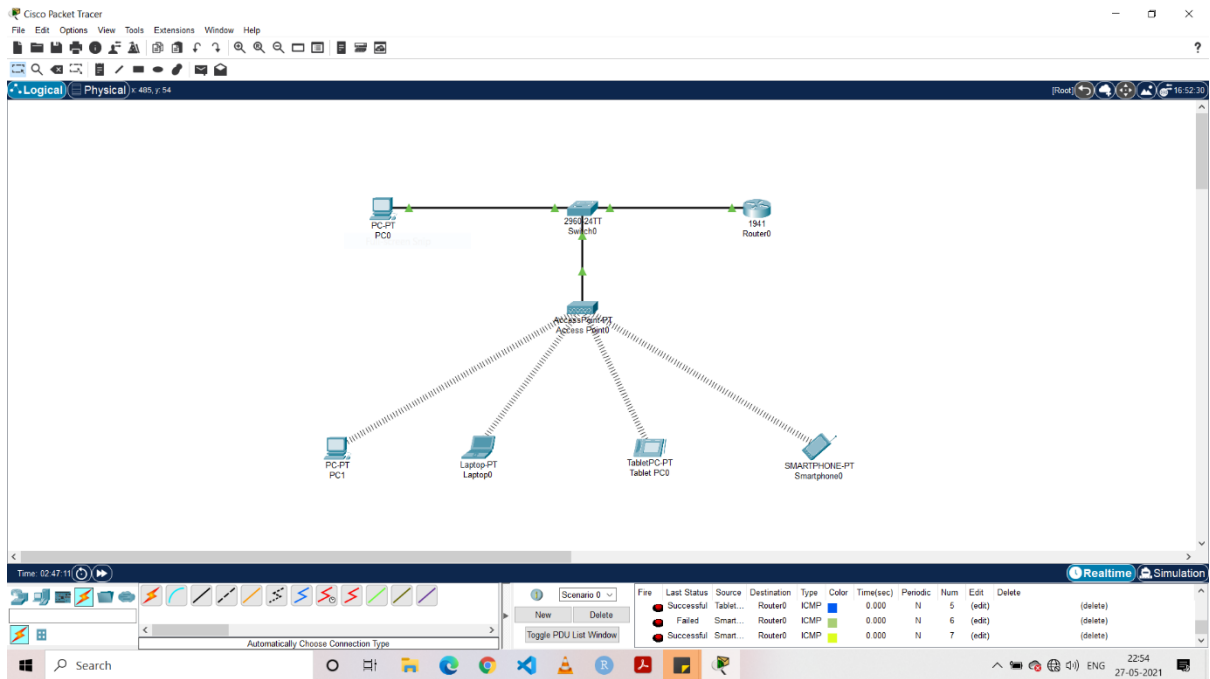 Cisco Packet Tracer
File Edit Options View Tools Extensions Window Help
?
Logical Physical x: 485, y: 54 [Root] 16:52:30
PC-PT
PC0
2960-24TT
Switch0
1941
Router0
AccessPoint-PT
Access Point0
PC-PT
PC1
Laptop-PT
Laptop0
TabletPC-PT
Tablet PC0
SMARTPHONE-PT
Smartphone0
Time: 02:47:11 Realtime Simulation
Scenario 0
New Delete
Toggle PDU List Window
Automatically Choose Connection Type
Fire Last Status Source Destination Type Color Time(sec) Periodic Num Edit Delete
Successful Tablet... Router0 ICMP 0.000 N 5 (edit) (delete)
Failed Smart... Router0 ICMP 0.000 N 6 (edit) (delete)
Successful Smart... Router0 ICMP 0.000 N 7 (edit) (delete)
Search R ENG 22:54
27-05-2021